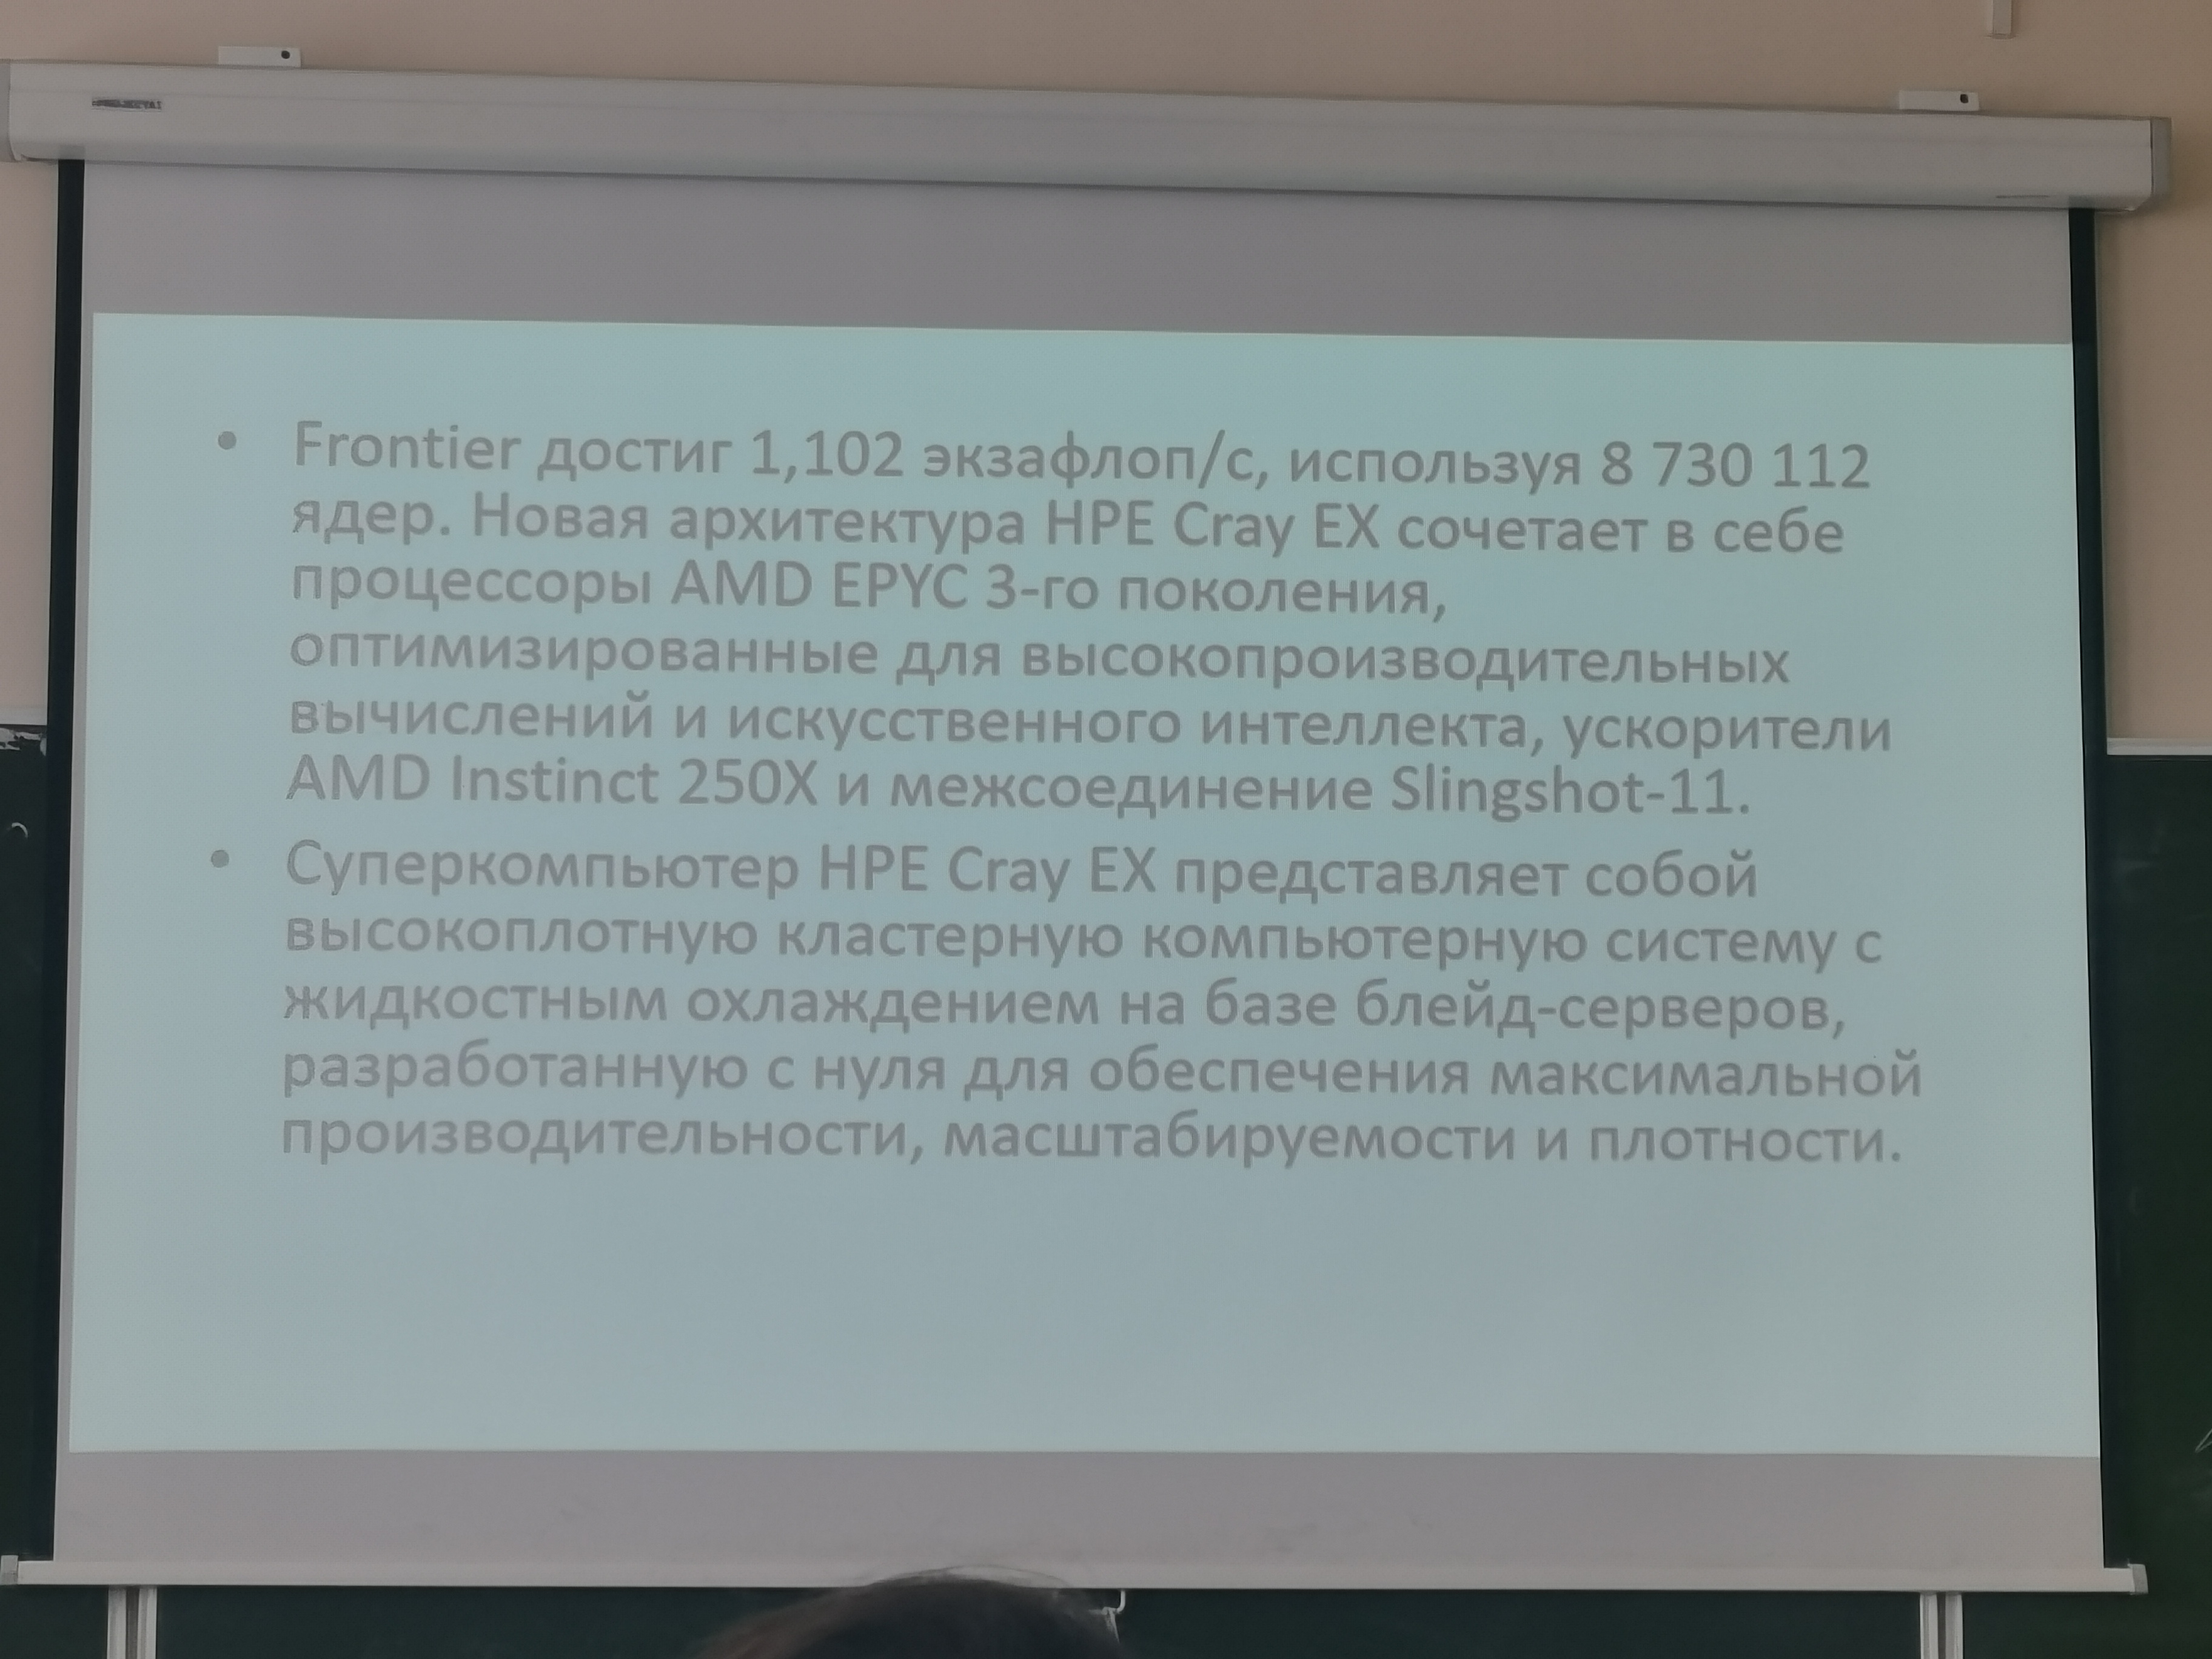 • Frontier достиг 1,102 экзафлоп/с, используя 8 730 112
ядер. Новая архитектура HPE Cray EX сочетает в себе
процессоры AMD EPYC 3-го поколения,
оптимизированные для высокопроизводительных
вычислений и искусственного интеллекта, ускорители
AMD Instinct 250X и межсоединение Slingshot-11.
• Суперкомпьютер HPE Cray EX представляет собой
высокоплотную кластерную компьютерную систему с
жидкостным охлаждением на базе блейд-серверов,
разработанную с нуля для обеспечения максимальной
производительности, масштабируемости и плотности.